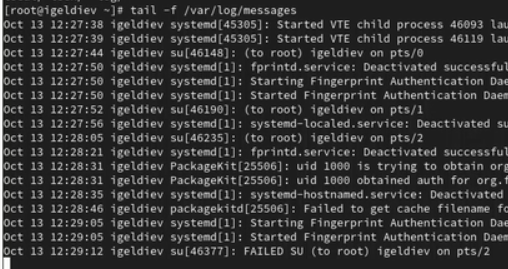 [root@igeldiev ~]# tail -f /var/log/messages
Oct 13 12:27:38 igeldiev systemd[45305]: Started VTE child process 46093 lau
Oct 13 12:27:39 igeldiev systemd[45305]: Started VTE child process 46119 lau
Oct 13 12:27:44 igeldiev su[46148]: (to root) igeldiev on pts/0
Oct 13 12:27:50 igeldiev systemd[1]: fprintd.service: Deactivated successful
Oct 13 12:27:50 igeldiev systemd[1]: Starting Fingerprint Authentication Dae
Oct 13 12:27:50 igeldiev systemd[1]: Started Fingerprint Authentication Daem
Oct 13 12:27:52 igeldiev su[46190]: (to root) igeldiev on pts/1
Oct 13 12:27:56 igeldiev systemd[1]: systemd-localed.service: Deactivated su
Oct 13 12:28:05 igeldiev su[46235]: (to root) igeldiev on pts/2
Oct 13 12:28:21 igeldiev systemd[1]: fprintd.service: Deactivated successful
Oct 13 12:28:31 igeldiev PackageKit[25506]: uid 1000 is trying to obtain org
Oct 13 12:28:31 igeldiev PackageKit[25506]: uid 1000 obtained auth for org.f
Oct 13 12:28:35 igeldiev systemd[1]: systemd-hostnamed.service: Deactivated
Oct 13 12:28:46 igeldiev packagekitd[25506]: Failed to get cache filename fo
Oct 13 12:29:05 igeldiev systemd[1]: Starting Fingerprint Authentication Dae
Oct 13 12:29:05 igeldiev systemd[1]: Started Fingerprint Authentication Daem
Oct 13 12:29:12 igeldiev su[46377]: FAILED SU (to root) igeldiev on pts/2